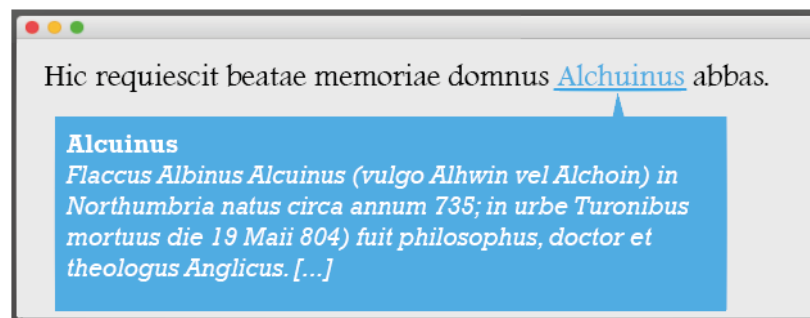 Hic requiescit beatae memoriae domnus Alchuinus abbas.
Alcuinus
Flaccus Albinus Alcuinus (vulgo Alhwin vel Alchoin) in
Northumbria natus circa annum 735; in urbe Turonibus
mortuus die 19 Maii 804) fuit philosophus, doctor et
theologus Anglicus. [...]